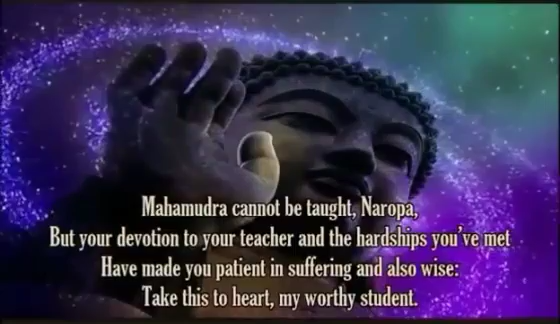 Mahamudra cannot be taught, Naropa,
But your devotion to your teacher and the hardships you've met
Have made you patient in suffering and also wise:
Take this to heart, my worthy student.